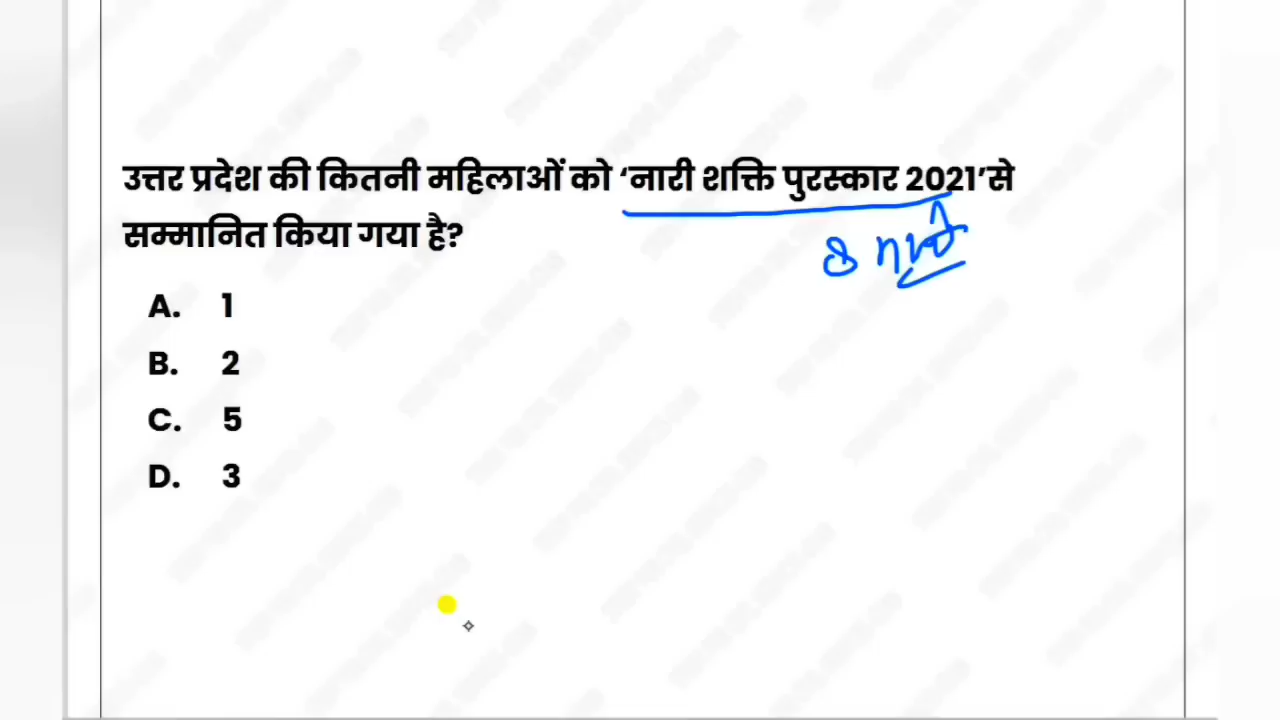 उत्तर प्रदेश की कितनी महिलाओं को ‘नारी शक्ति पुरस्कार 2021’से
सम्मानित किया गया है?
8 मार्च
A. 1
B. 2
C. 5
D. 3